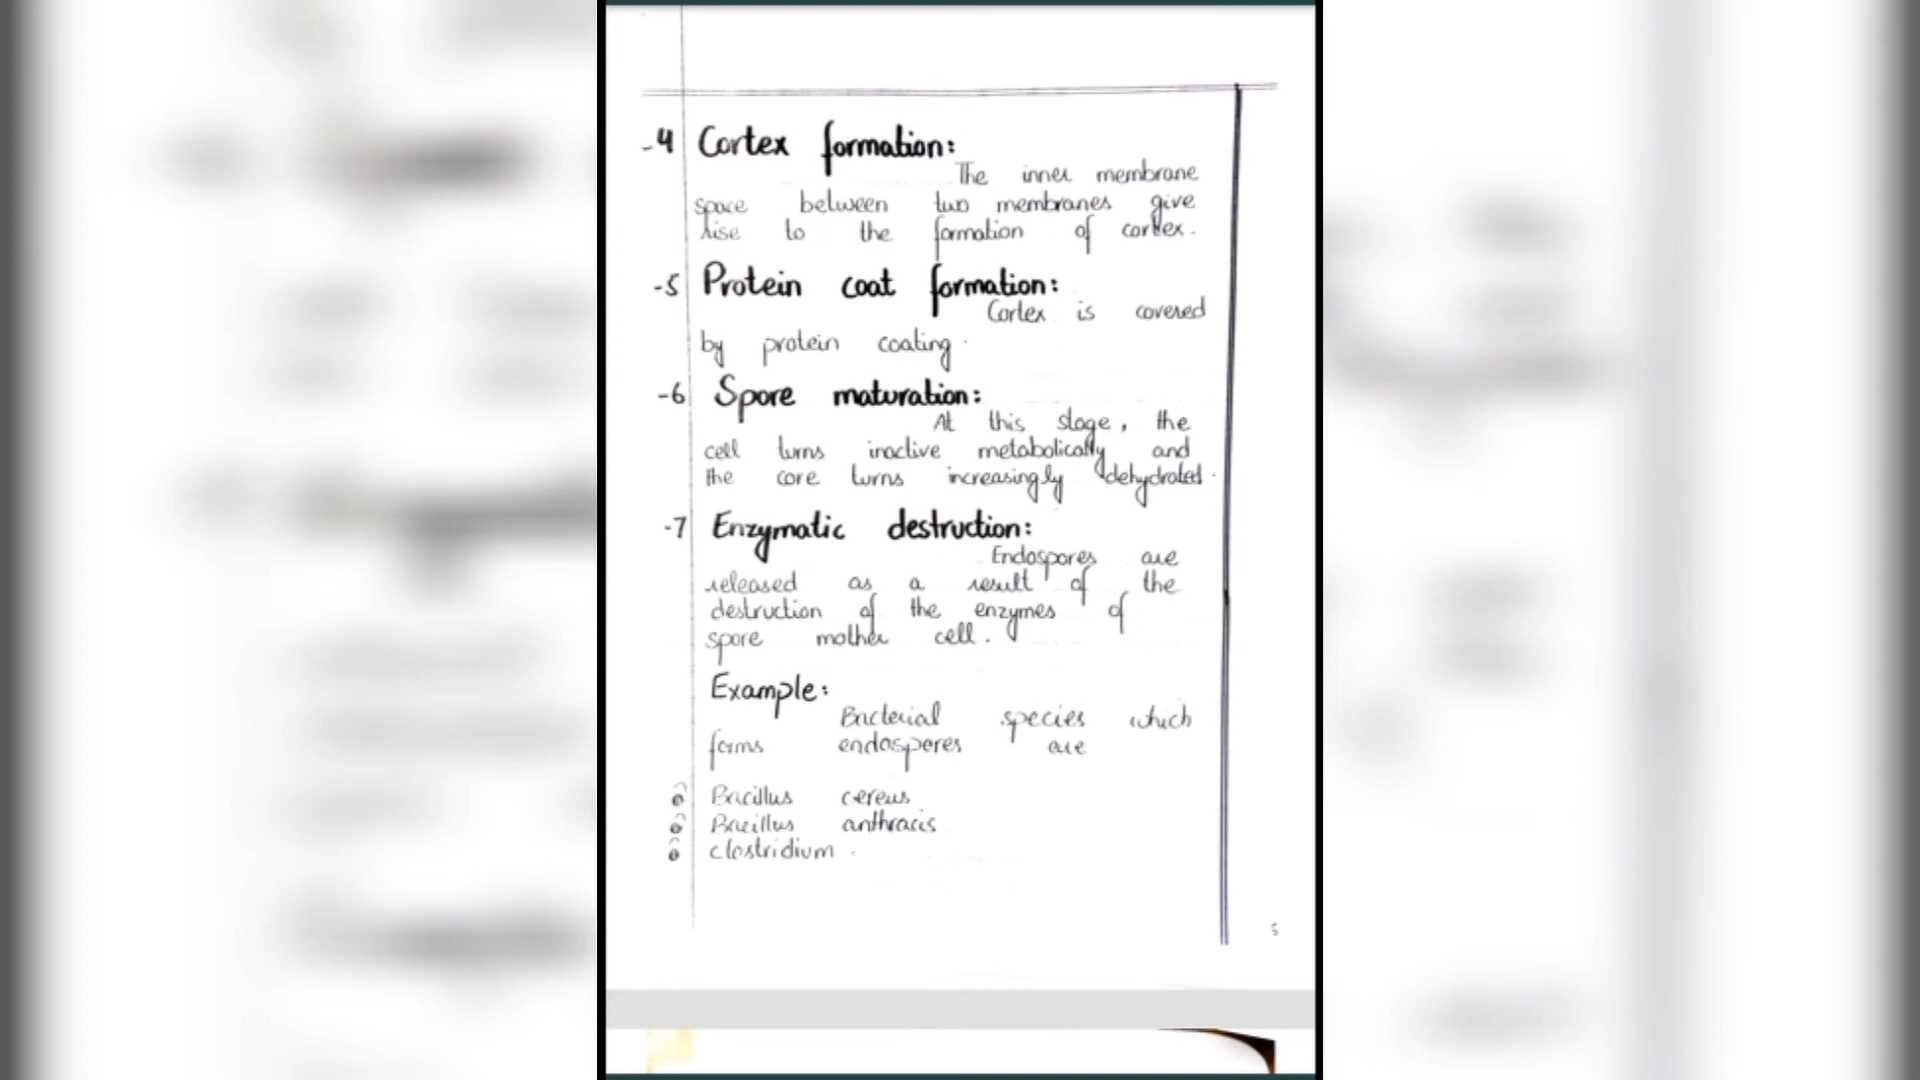 -4 Cortex formation:
The inner membrane
space between two membranes give
rise to the formation of cortex.
-5 Protein coat formation:
Cortex is covered
by protein coating.
-6 Spore maturation:
At this stage, the
cell turns inactive metabolically and
the core turns increasingly dehydrated.
-7 Enzymatic destruction:
Endospores are
released as a result of the
destruction of the enzymes of
spore mother cell.
Example:
Bacterial species which
forms endospores are
Bacillus cereus
Bacillus anthracis
clostridium.
5